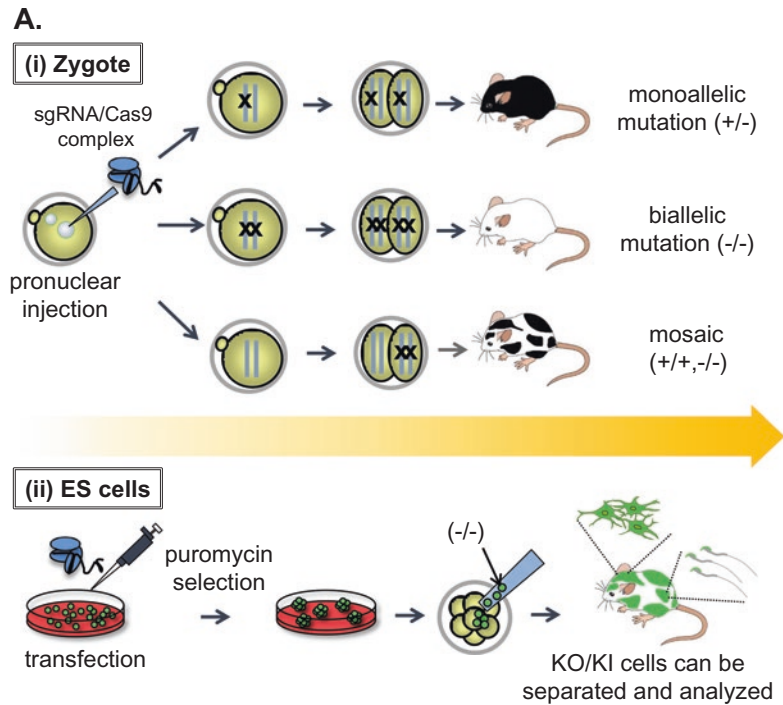 A.
(i) Zygote
sgRNA/Cas9
complex
pronuclear
injection
x
x x
monoallelic
mutation (+/-)
xx
xx xx
biallelic
mutation (-/-)
xx
mosaic
(+/+,-/-)
(ii) ES cells
transfection
puromycin
selection
(-/-)
KO/KI cells can be
separated and analyzed